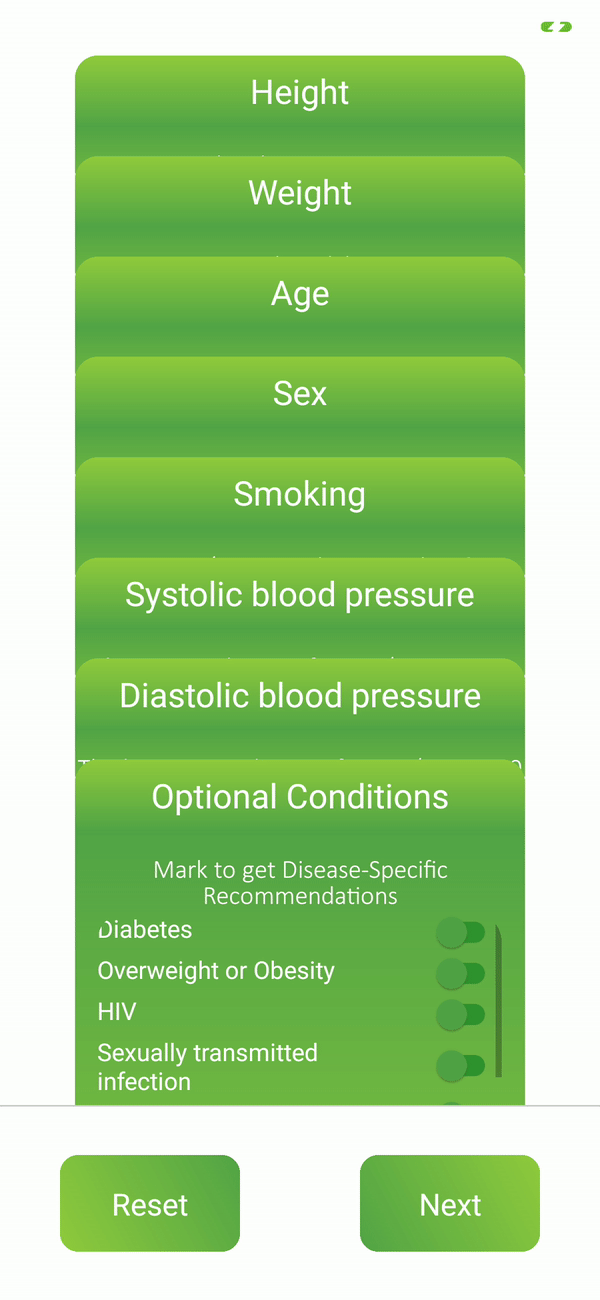 Height
Weight
Age
Sex
Smoking
Systolic blood pressure
Diastolic blood pressure
Optional Conditions
Mark to get Disease-Specific
Recommendations
Diabetes
Overweight or Obesity
HIV
Sexually transmitted
infection
Reset
Next